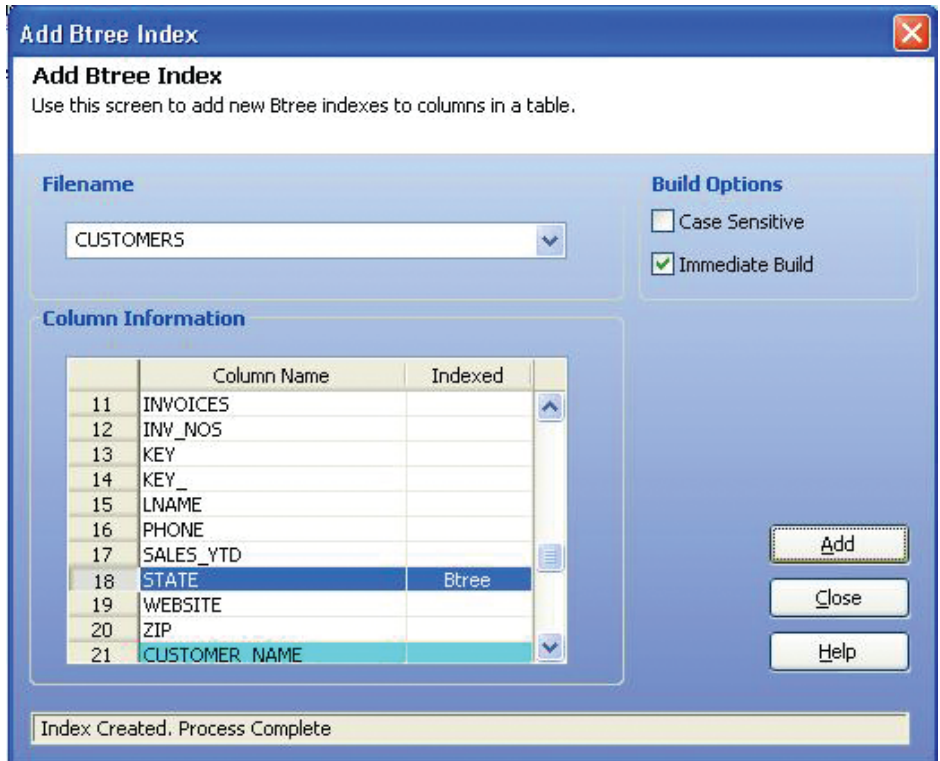 Add Btree Index
Add Btree Index
Use this screen to add new Btree indexes to columns in a table.
Filename
CUSTOMERS
Build Options
Case Sensitive
Immediate Build
Column Information
Column Name Indexed
11 INVOICES
12 INV_NOS
13 KEY
14 KEY_
15 LNAME
16 PHONE
17 SALES_YTD
18 STATE Btree
19 WEBSITE
20 ZIP
21 CUSTOMER_NAME
Add
Close
Help
Index Created. Process Complete